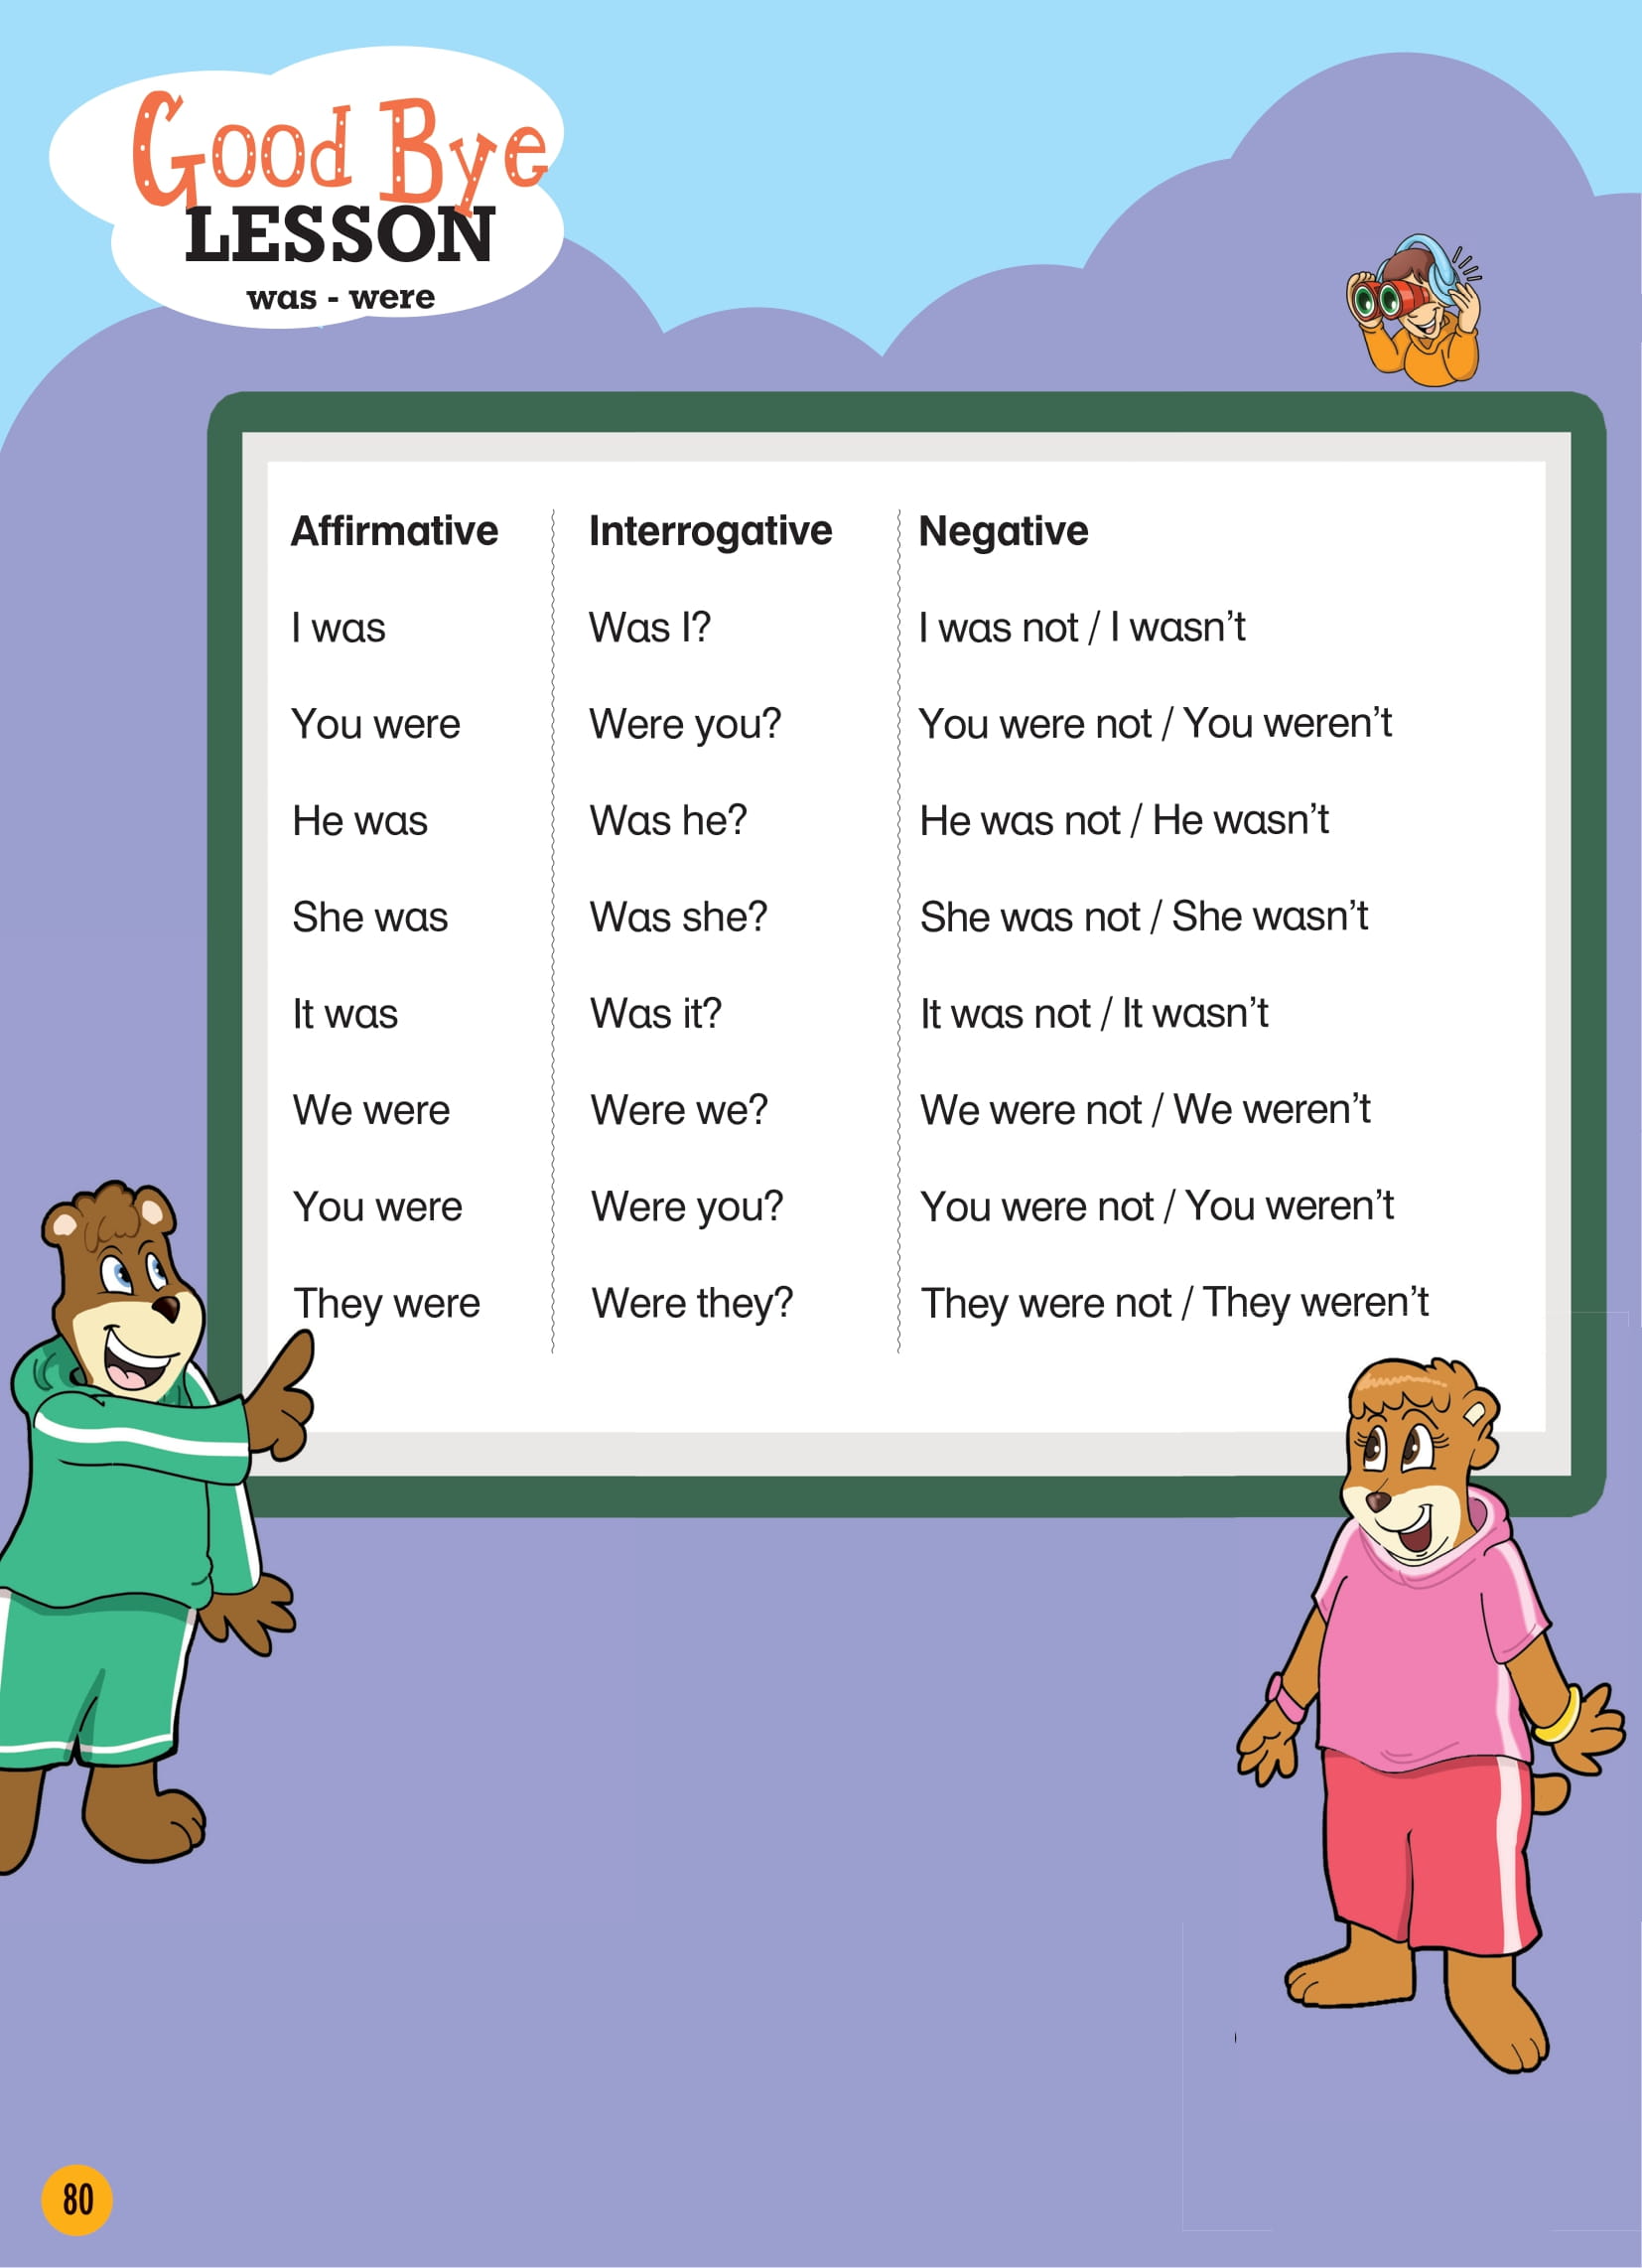 Good Bye
LESSON
was - were
Affirmative Interrogative Negative
I was Was I? I was not / I wasn’t
You were Were you? You were not / You weren’t
He was Was he? He was not / He wasn’t
She was Was she? She was not / She wasn’t
It was Was it? It was not / It wasn’t
We were Were we? We were not / We weren’t
You were Were you? You were not / You weren’t
They were Were they? They were not / They weren’t
80